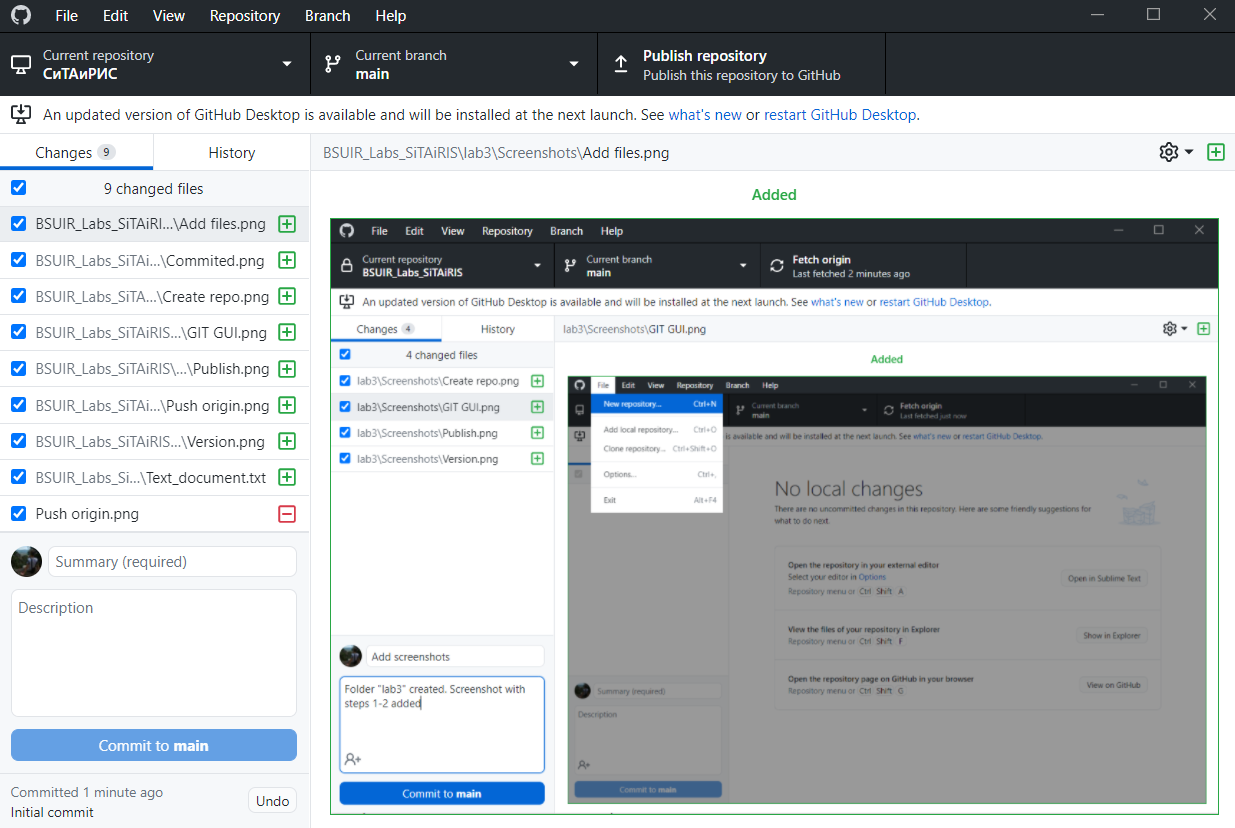 File Edit View Repository Branch Help
Current repository
СиТАиРИС
Current branch
main
Publish repository
Publish this repository to GitHub
An updated version of GitHub Desktop is available and will be installed at the next launch. See what's new or restart GitHub Desktop.
Changes 9
History
BSUIR_Labs_SiTAiRIS\lab3\Screenshots\Add files.png
9 changed files
BSUIR_Labs_SiTAiRI...\Add files.png
BSUIR_Labs_SiTAi...\Commited.png
BSUIR_Labs_SiTA...\Create repo.png
BSUIR_Labs_SiTAiRIS...\GIT GUI.png
BSUIR_Labs_SiTAiRIS\...\Publish.png
BSUIR_Labs_SiTAi...\Push origin.png
BSUIR_Labs_SiTAiRIS...\Version.png
BSUIR_Labs_Si...\Text_document.txt
Push origin.png
Summary (required)
Description
Commit to main
Committed 1 minute ago
Initial commit
Undo
Added
File Edit View Repository Branch Help
Current repository
BSUIR_Labs_SiTAiRIS
Current branch
main
Fetch origin
Last fetched 2 minutes ago
An updated version of GitHub Desktop is available and will be installed at the next launch. See what's new or restart GitHub Desktop.
Changes 4
History
lab3\Screenshots\GIT GUI.png
4 changed files
lab3\Screenshots\Create repo.png
lab3\Screenshots\GIT GUI.png
lab3\Screenshots\Publish.png
lab3\Screenshots\Version.png
Add screenshots
Folder "lab3" created. Screenshot with
steps 1-2 added
Commit to main
Added
File Edit View Repository Branch Help
New repository... Ctrl+N
Add local repository... Ctrl+O
Clone repository... Ctrl+Shift+O
Options... Ctrl+,
Exit Alt+F4
Current branch
main
Fetch origin
Last fetched just now
is available and will be installed at the next launch. See what's new or restart GitHub Desktop.
No local changes
There are no uncommitted changes in this repository. Here are some friendly suggestions for
what to do next.
Open the repository in your external editor
Select your editor in Options
Repository menu or Ctrl Shift A
Open in Sublime Text
View the files of your repository in Explorer
Repository menu or Ctrl Shift F
Show in Explorer
Open the repository page on GitHub in your browser
Repository menu or Ctrl Shift G
View on GitHub
Summary (required)
Description
Commit to main